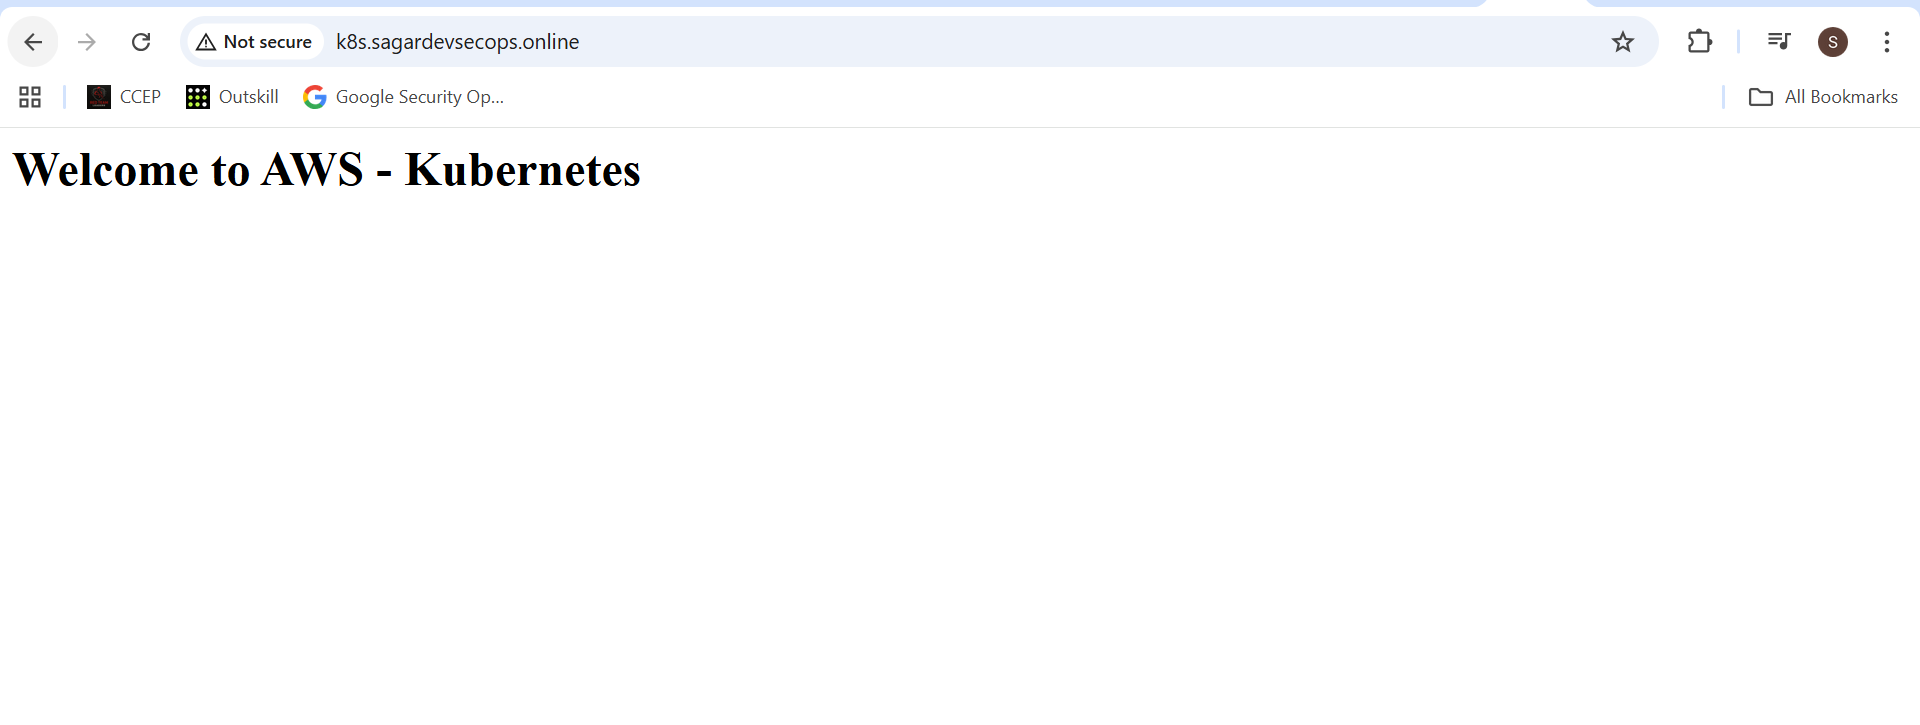 Not secure k8s.sagardevsecops.online S
CCEP Outskill Google Security Op... All Bookmarks
Welcome to AWS - Kubernetes